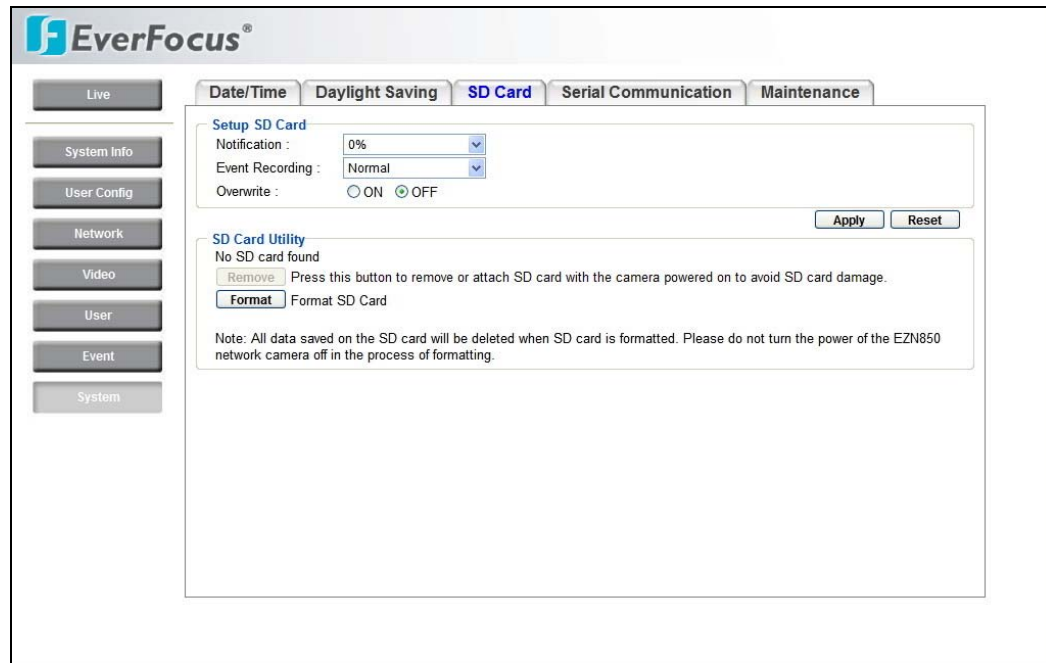 EverFocus®
Live
System Info
User Config
Network
Video
User
Event
System
Date/Time Daylight Saving SD Card Serial Communication Maintenance
Setup SD Card
Notification : 0%
Event Recording : Normal
Overwrite : ON OFF
Apply Reset
SD Card Utility
No SD card found
Remove Press this button to remove or attach SD card with the camera powered on to avoid SD card damage.
Format Format SD Card
Note: All data saved on the SD card will be deleted when SD card is formatted. Please do not turn the power of the EZN850
network camera off in the process of formatting.